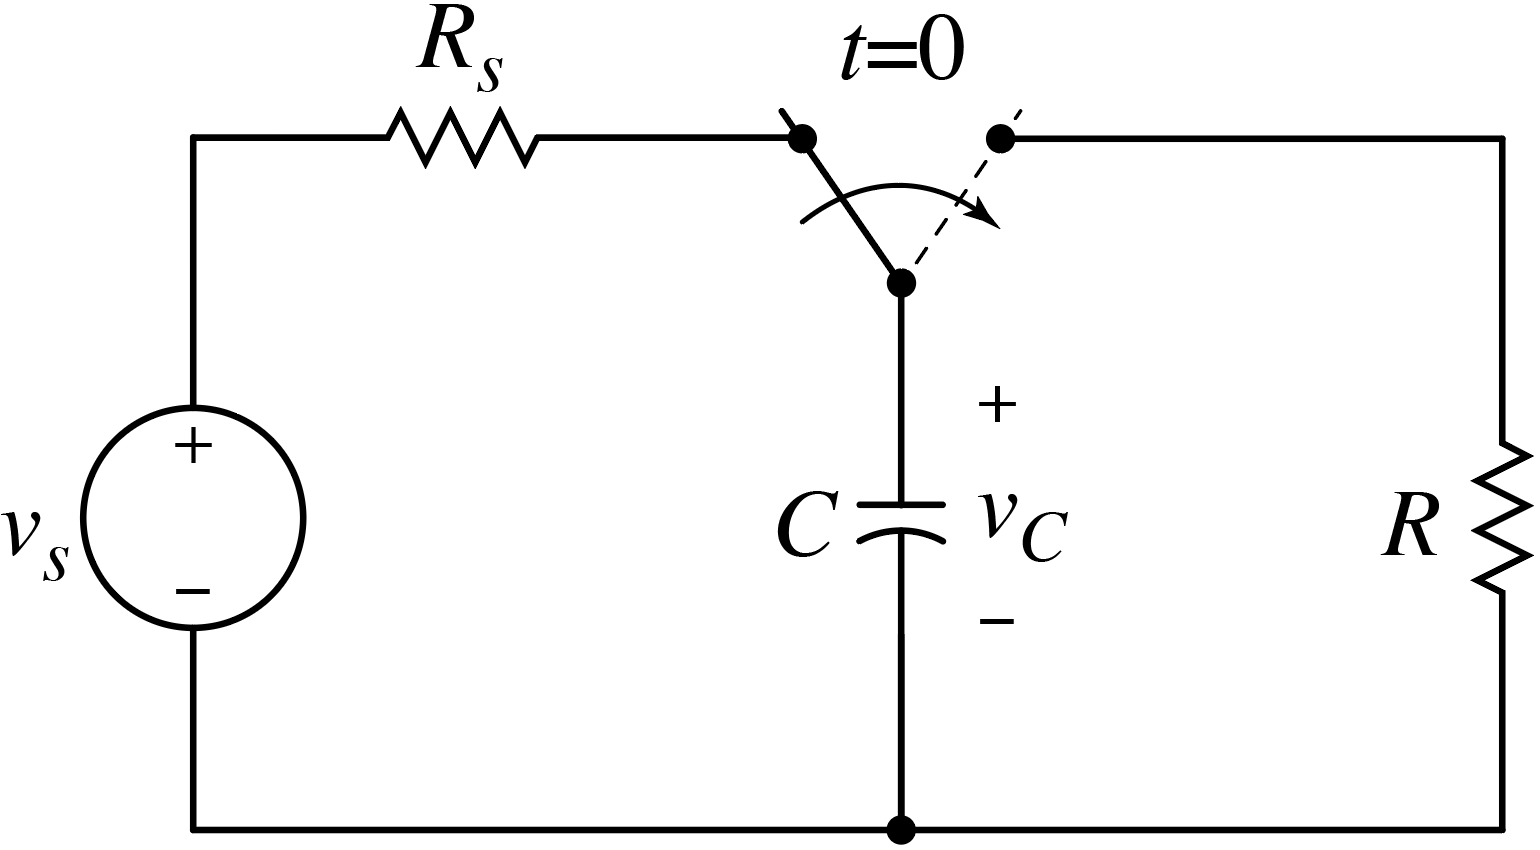 R_s
t=0
+
v_s
−
C
+
v_C
−
R